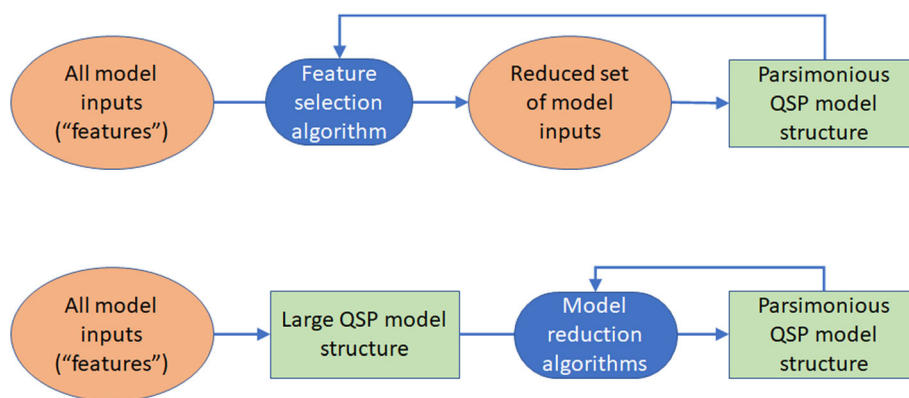 All model
inputs
(“features”)
Feature
selection
algorithm
Reduced set
of model
inputs
Parsimonious
QSP model
structure
All model
inputs
(“features”)
Large QSP model
structure
Model
reduction
algorithms
Parsimonious
QSP model
structure